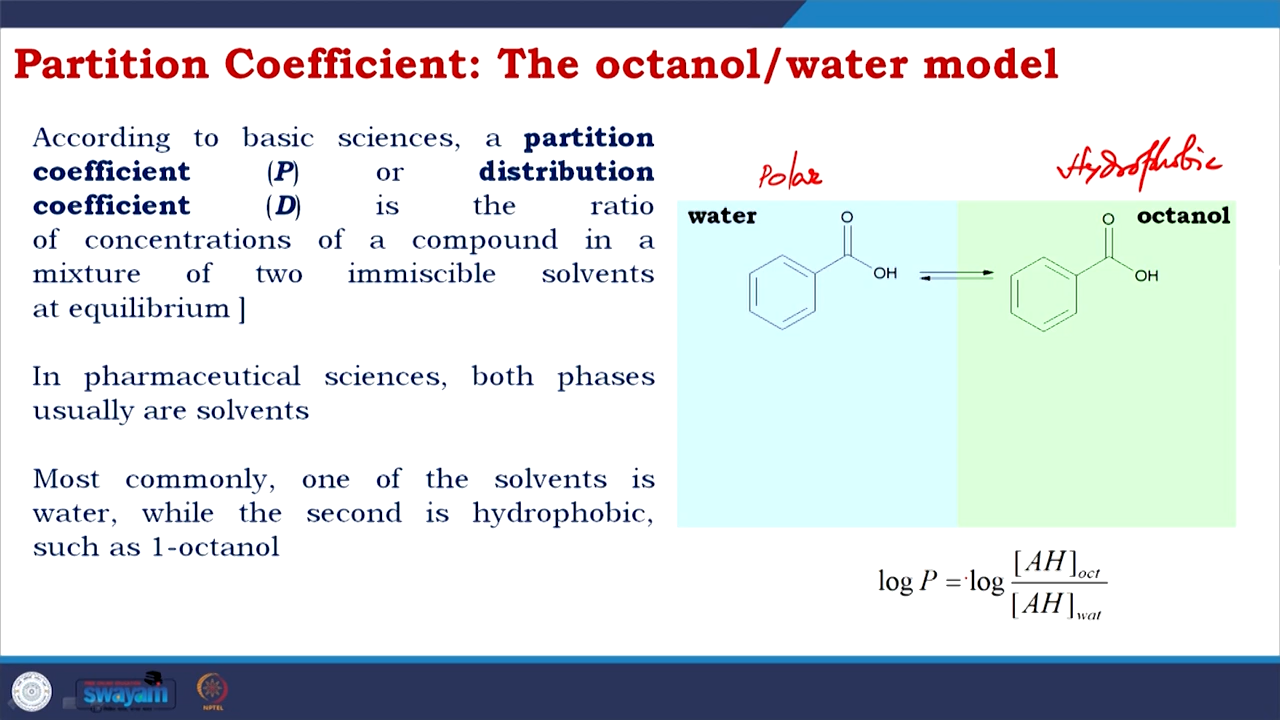 Partition Coefficient: The octanol/water model
According to basic sciences, a partition
coefficient (P) or distribution
coefficient (D) is the ratio
of concentrations of a compound in a
mixture of two immiscible solvents
at equilibrium ]
In pharmaceutical sciences, both phases
usually are solvents
Most commonly, one of the solvents is
water, while the second is hydrophobic,
such as 1-octanol
Polar
Hydrophobic
water
octanol
O
OH
O
OH
log P = log [AH]oct
[AH]wat
swayam
NPTEL